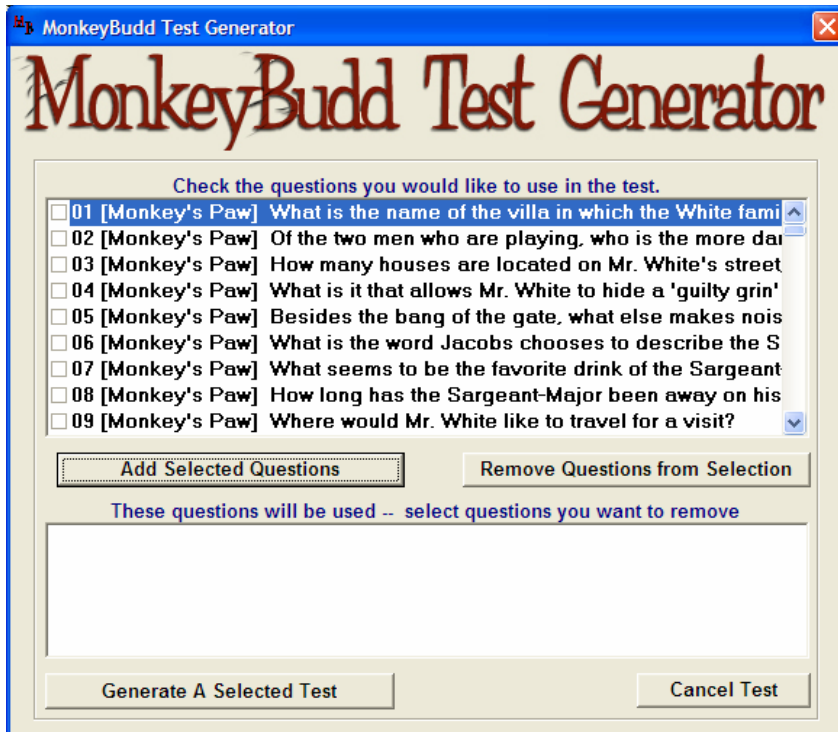 MonkeyBudd Test Generator
MonkeyBudd Test Generator
Check the questions you would like to use in the test.
01 [Monkey's Paw] What is the name of the villa in which the White fami
02 [Monkey's Paw] Of the two men who are playing, who is the more dar
03 [Monkey's Paw] How many houses are located on Mr. White's street,
04 [Monkey's Paw] What is it that allows Mr. White to hide a 'guilty grin'
05 [Monkey's Paw] Besides the bang of the gate, what else makes nois
06 [Monkey's Paw] What is the word Jacobs chooses to describe the S
07 [Monkey's Paw] What seems to be the favorite drink of the Sargeant-
08 [Monkey's Paw] How long has the Sargeant-Major been away on his
09 [Monkey's Paw] Where would Mr. White like to travel for a visit?
Add Selected Questions Remove Questions from Selection
These questions will be used -- select questions you want to remove
Generate A Selected Test Cancel Test